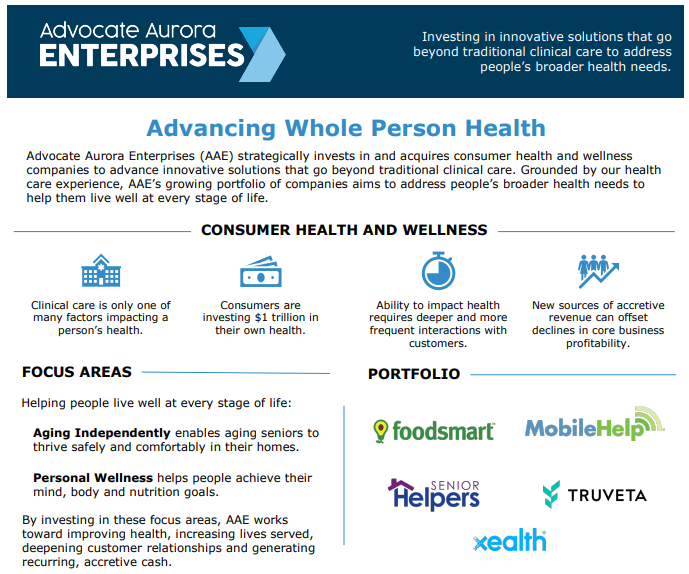 Advocate Aurora
ENTERPRISES
Investing in innovative solutions that go
beyond traditional clinical care to address
people's broader health needs.
Advancing Whole Person Health
Advocate Aurora Enterprises (AAE) strategically invests in and acquires consumer health and wellness
companies to advance innovative solutions that go beyond traditional clinical care. Grounded by our health
care experience, AAE's growing portfolio of companies aims to address people's broader health needs to
help them live well at every stage of life.
CONSUMER HEALTH AND WELLNESS
Clinical care is only one of
many factors impacting a
person's health.
Consumers are
investing $1 trillion in
their own health.
Ability to impact health
requires deeper and more
frequent interactions with
customers.
New sources of accretive
revenue can offset
declines in core business
profitability.
FOCUS AREAS
Helping people live well at every stage of life:
Aging Independently enables aging seniors to
thrive safely and comfortably in their homes.
Personal Wellness helps people achieve their
mind, body and nutrition goals.
By investing in these focus areas, AAE works
toward improving health, increasing lives served,
deepening customer relationships and generating
recurring, accretive cash.
PORTFOLIO
foodsmart
MobileHelp
SENIOR
Helpers
TRUVETA
xealth